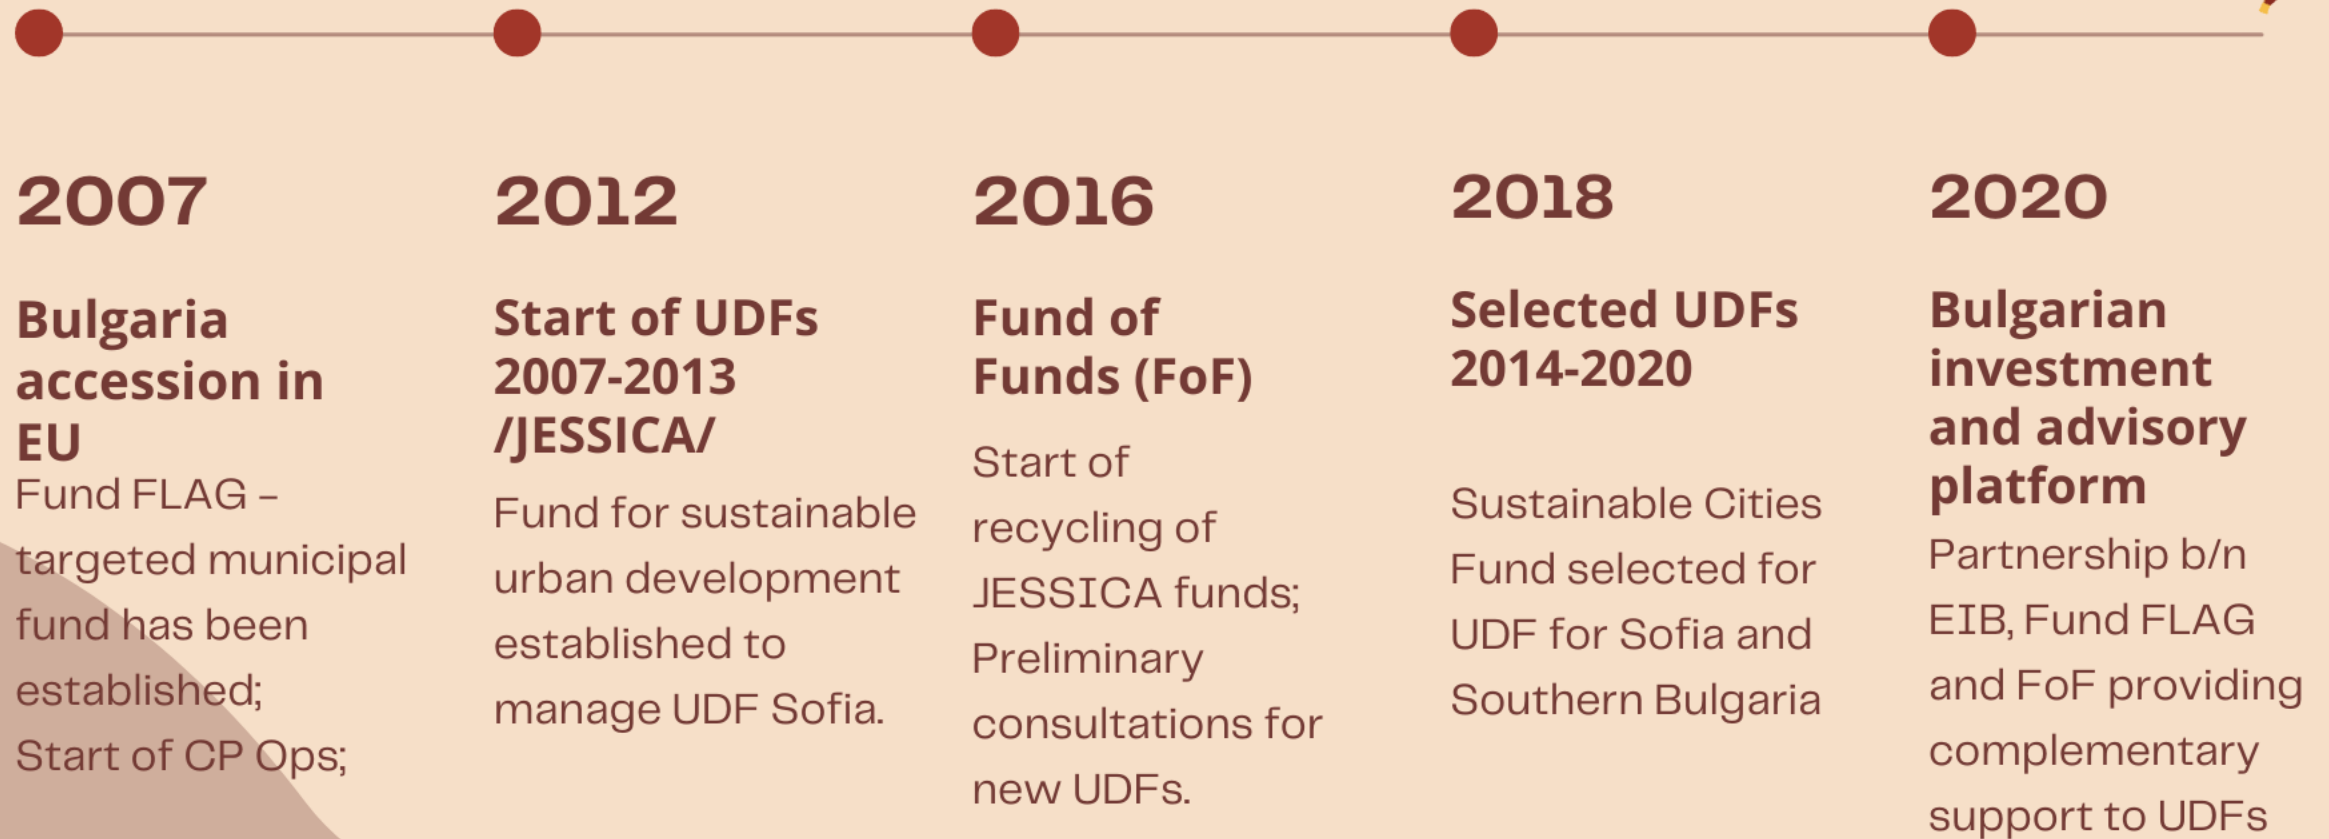 2007
Bulgaria
accession in
EU
Fund FLAG –
targeted municipal
fund has been
established;
Start of CP Ops;
2012
Start of UDFs
2007-2013
/JESSICA/
Fund for sustainable
urban development
established to
manage UDF Sofia.
2016
Fund of
Funds (FoF)
Start of
recycling of
JESSICA funds;
Preliminary
consultations for
new UDFs.
2018
Selected UDFs
2014-2020
Sustainable Cities
Fund selected for
UDF for Sofia and
Southern Bulgaria
2020
Bulgarian
investment
and advisory
platform
Partnership b/n
EIB, Fund FLAG
and FoF providing
complementary
support to UDFs